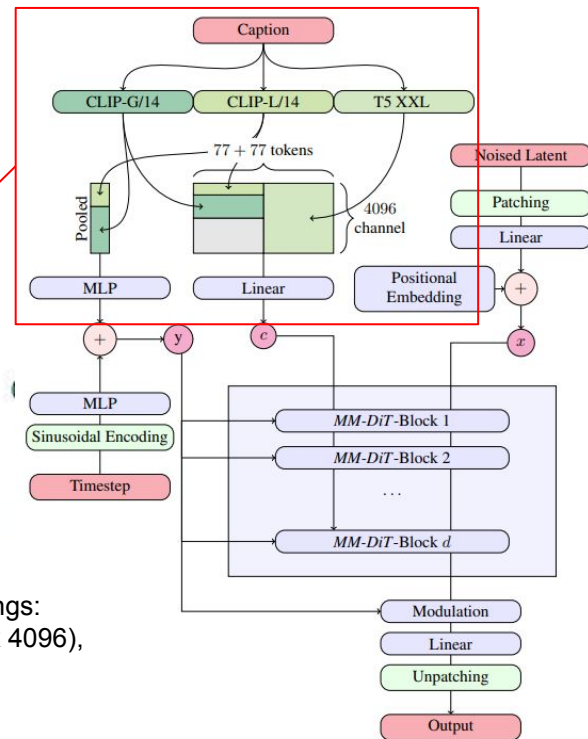 Caption
CLIP-G/14
CLIP-L/14
T5 XXL
77 + 77 tokens
Pooled
4096
channel
MLP
Linear
Noised Latent
Patching
Linear
Positional
Embedding
+
x
+
y
c
MLP
Sinusoidal Encoding
Timestep
MM-DiT-Block 1
MM-DiT-Block 2
. . .
MM-DiT-Block d
ngs:
4096),
Modulation
Linear
Unpatching
Output